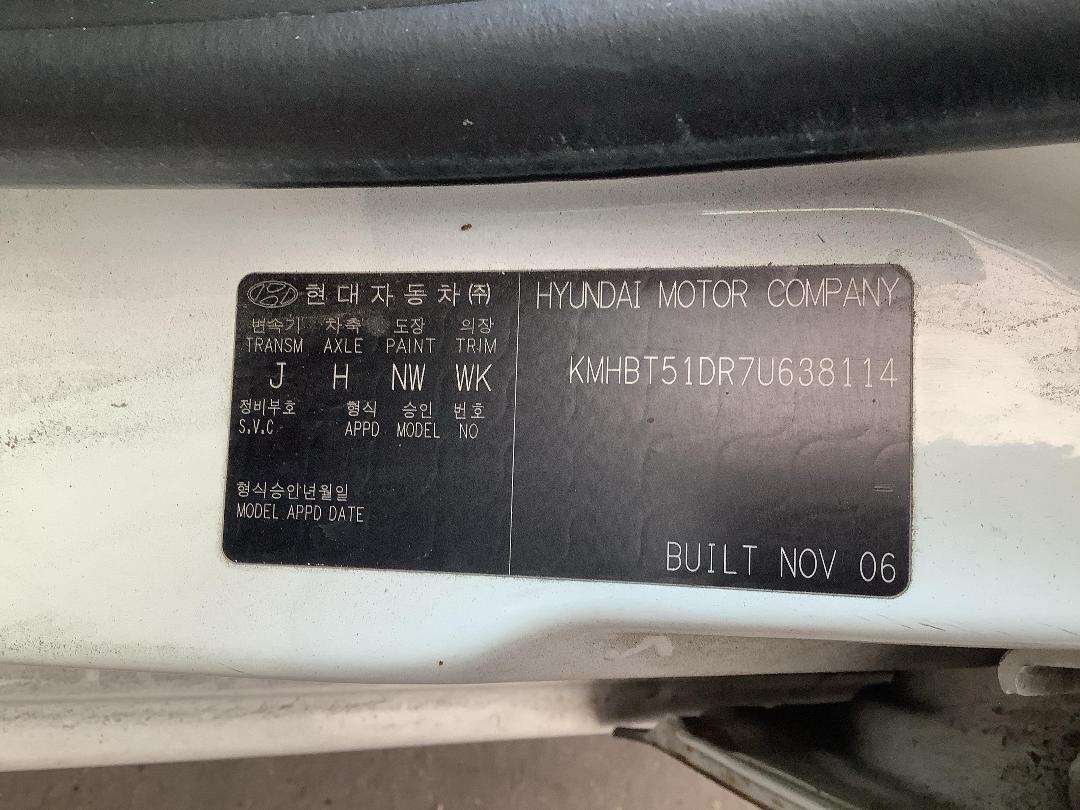 현대자동차㈜
변속기 차축 도장 의장
TRANSM AXLE PAINT TRIM
J H NW WK
정비부호 형식 승인 번호
S.V.C APPD MODEL NO
형식승인년월일
MODEL APPD DATE
HYUNDAI MOTOR COMPANY
KMHBT51DR7U638114
BUILT NOV 06